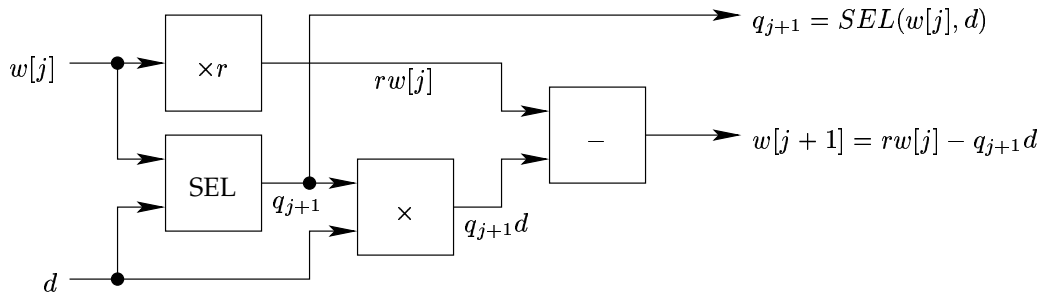 q_{j+1} = SEL(w[j], d)
w[j]
×r
rw[j]
−
w[j + 1] = rw[j] − q_{j+1}d
SEL
q_{j+1}
×
q_{j+1}d
d